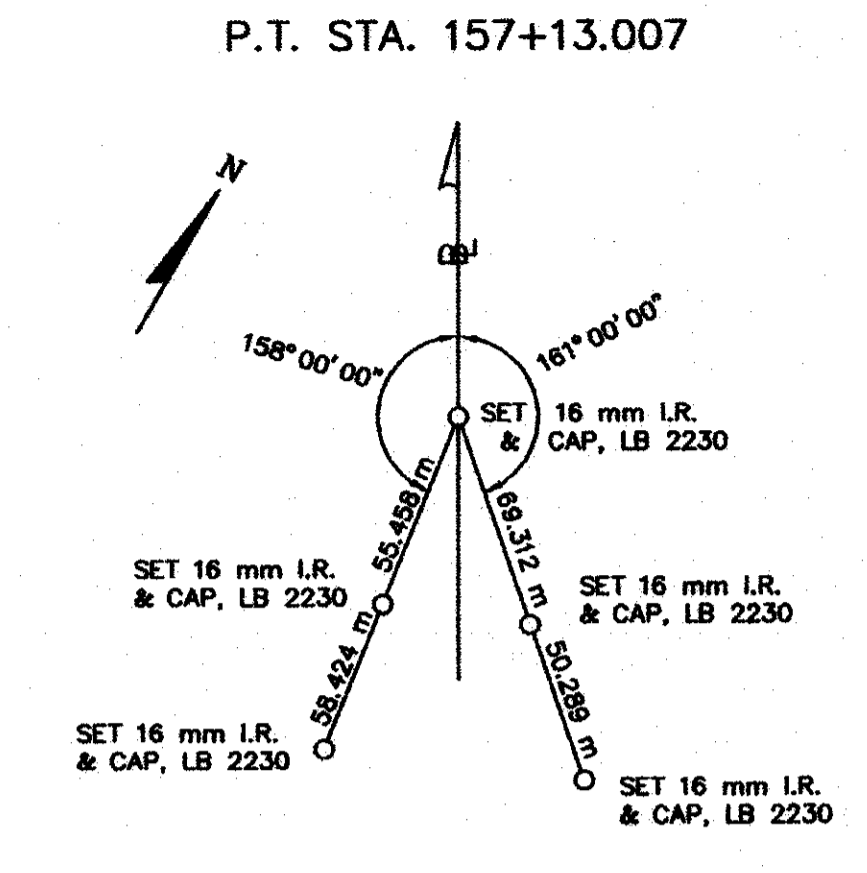 P.T. STA. 157+13.007
N
BL
158°00'00"
161°00'00"
SET 16 mm I.R.
& CAP, LB 2230
55.458 m
69.312 m
SET 16 mm I.R.
& CAP, LB 2230
SET 16 mm I.R.
& CAP, LB 2230
58.424 m
50.289 m
SET 16 mm I.R.
& CAP, LB 2230
SET 16 mm I.R.
& CAP, LB 2230